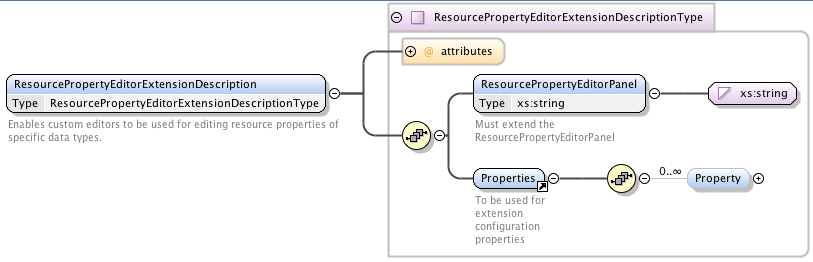 ResourcePropertyEditorExtensionDescriptionType
@ attributes
ResourcePropertyEditorExtensionDescription
Type ResourcePropertyEditorExtensionDescriptionType
Enables custom editors to be used for editing resource properties of
specific data types.
ResourcePropertyEditorPanel
Type xs:string
Must extend the
ResourcePropertyEditorPanel
xs:string
Properties
To be used for
extension
configuration
properties
0..∞
Property